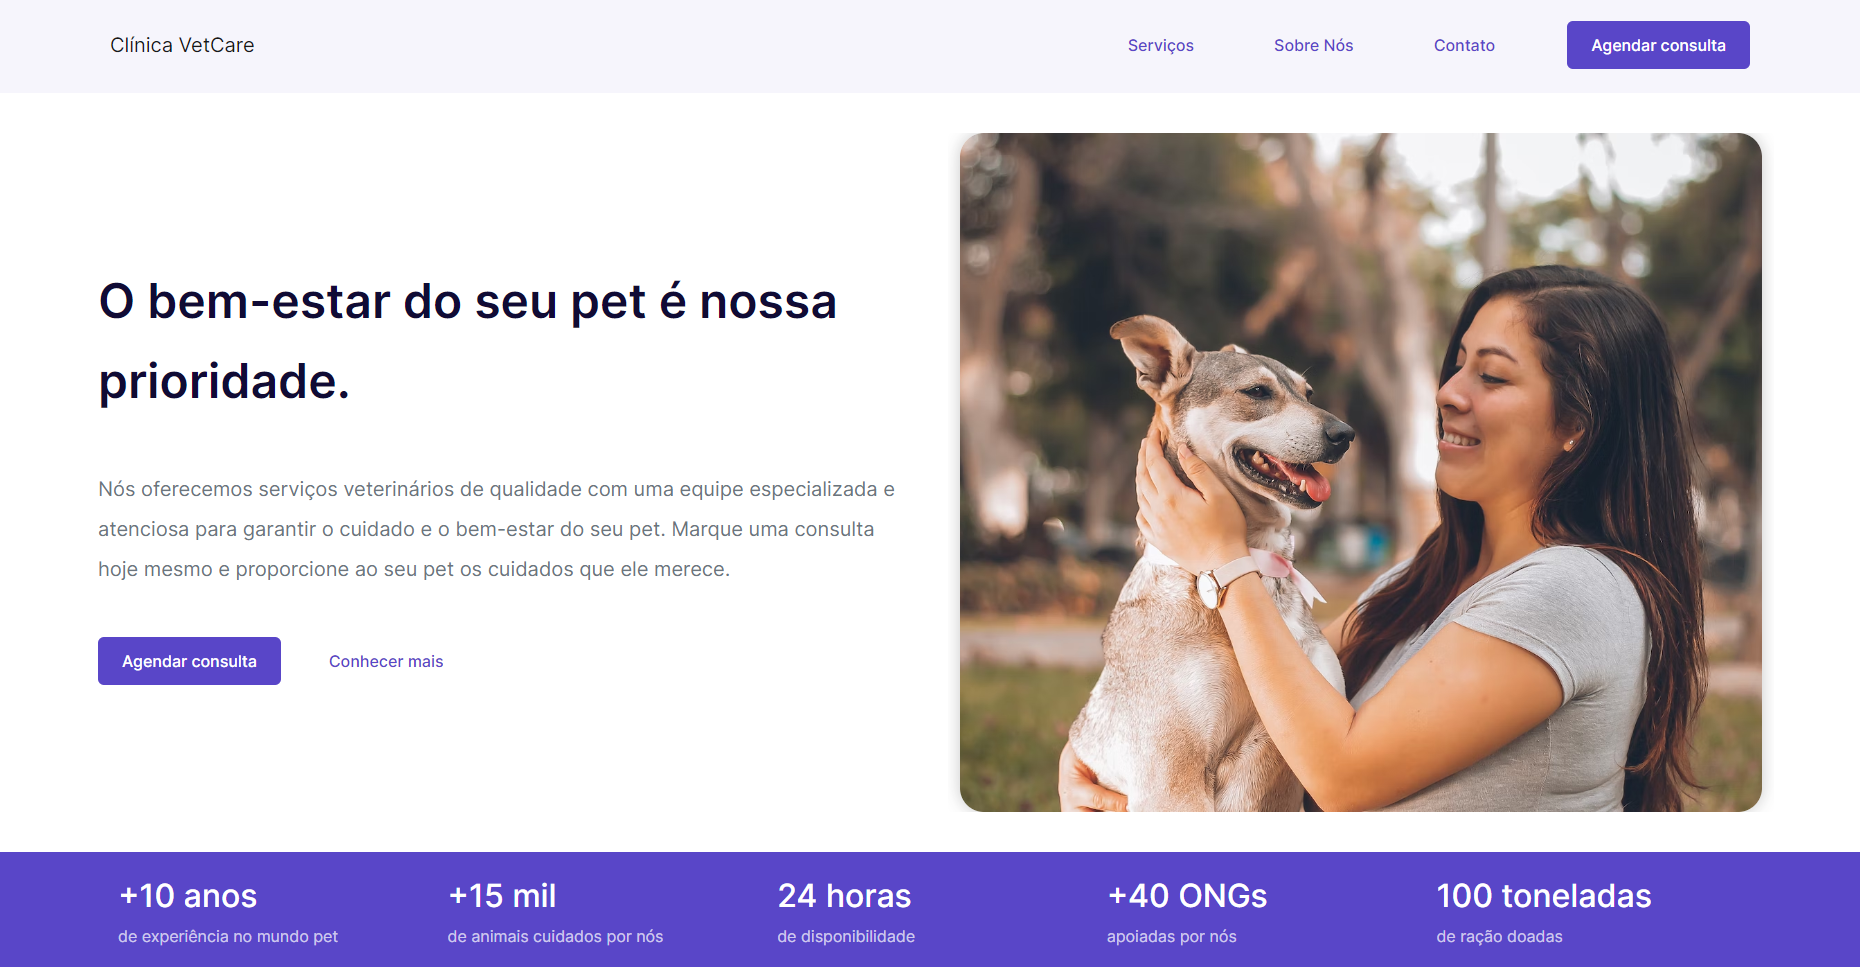 Clínica VetCare
Serviços
Sobre Nós
Contato
Agendar consulta
O bem-estar do seu pet é nossa
prioridade.
Nós oferecemos serviços veterinários de qualidade com uma equipe especializada e
atenciosa para garantir o cuidado e o bem-estar do seu pet. Marque uma consulta
hoje mesmo e proporcione ao seu pet os cuidados que ele merece.
Agendar consulta
Conhecer mais
+10 anos
de experiência no mundo pet
+15 mil
de animais cuidados por nós
24 horas
de disponibilidade
+40 ONGs
apoiadas por nós
100 toneladas
de ração doadas